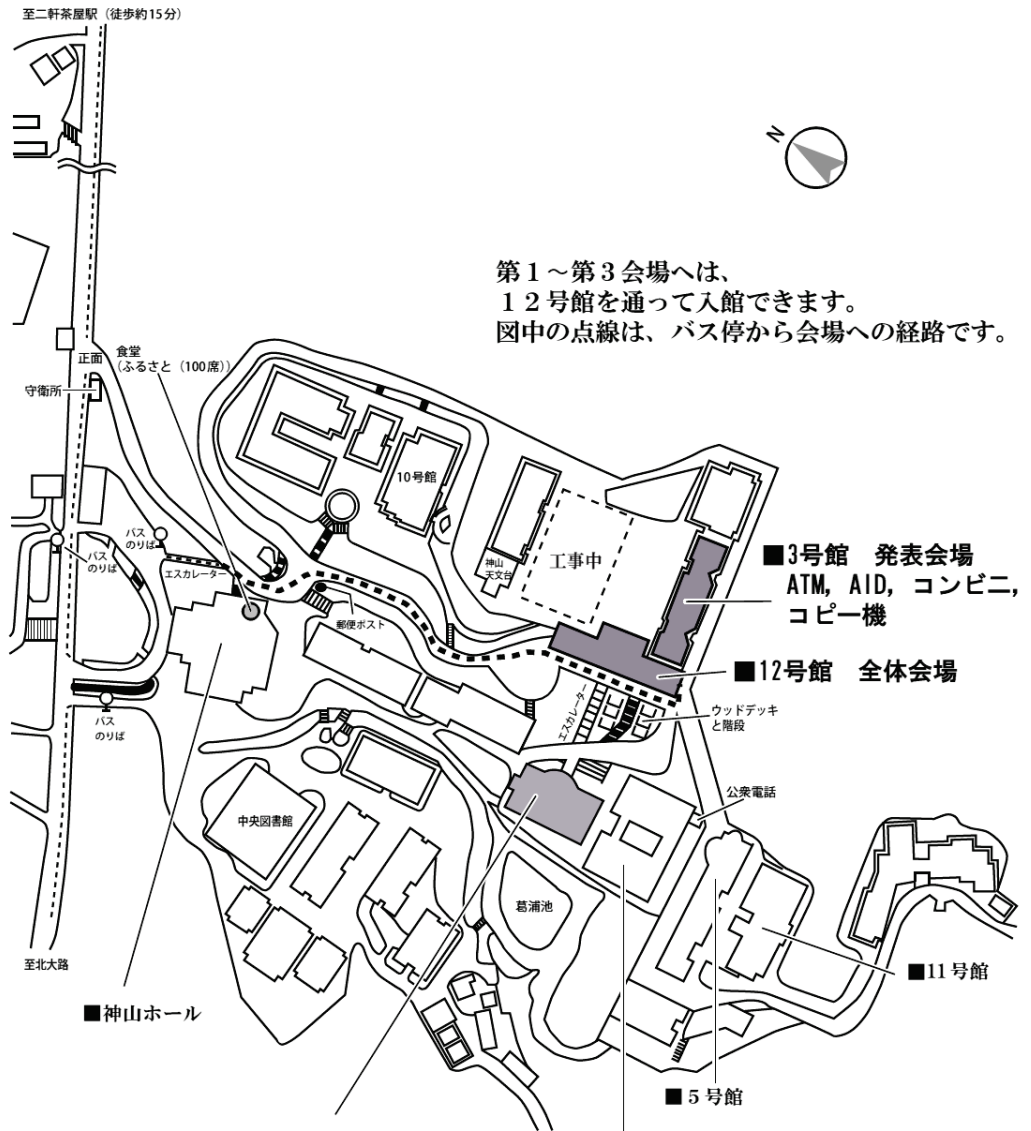 至二軒茶屋駅（徒歩約15分）
N
第１～第３会場へは、
１２号館を通って入館できます。
図中の点線は、バス停から会場への経路です。
食堂
（ふるさと（100席））
正面
守衛所
10号館
バス
のりば
バス
のりば
エスカレーター
神山
天文台
工事中
■3号館　発表会場
ATM, AID, コンビニ,
コピー機
郵便ポスト
■12号館　全体会場
エスカレーター
ウッドデッキ
と階段
バス
のりば
公衆電話
中央図書館
葛浦池
至北大路
■11号館
■神山ホール
■５号館